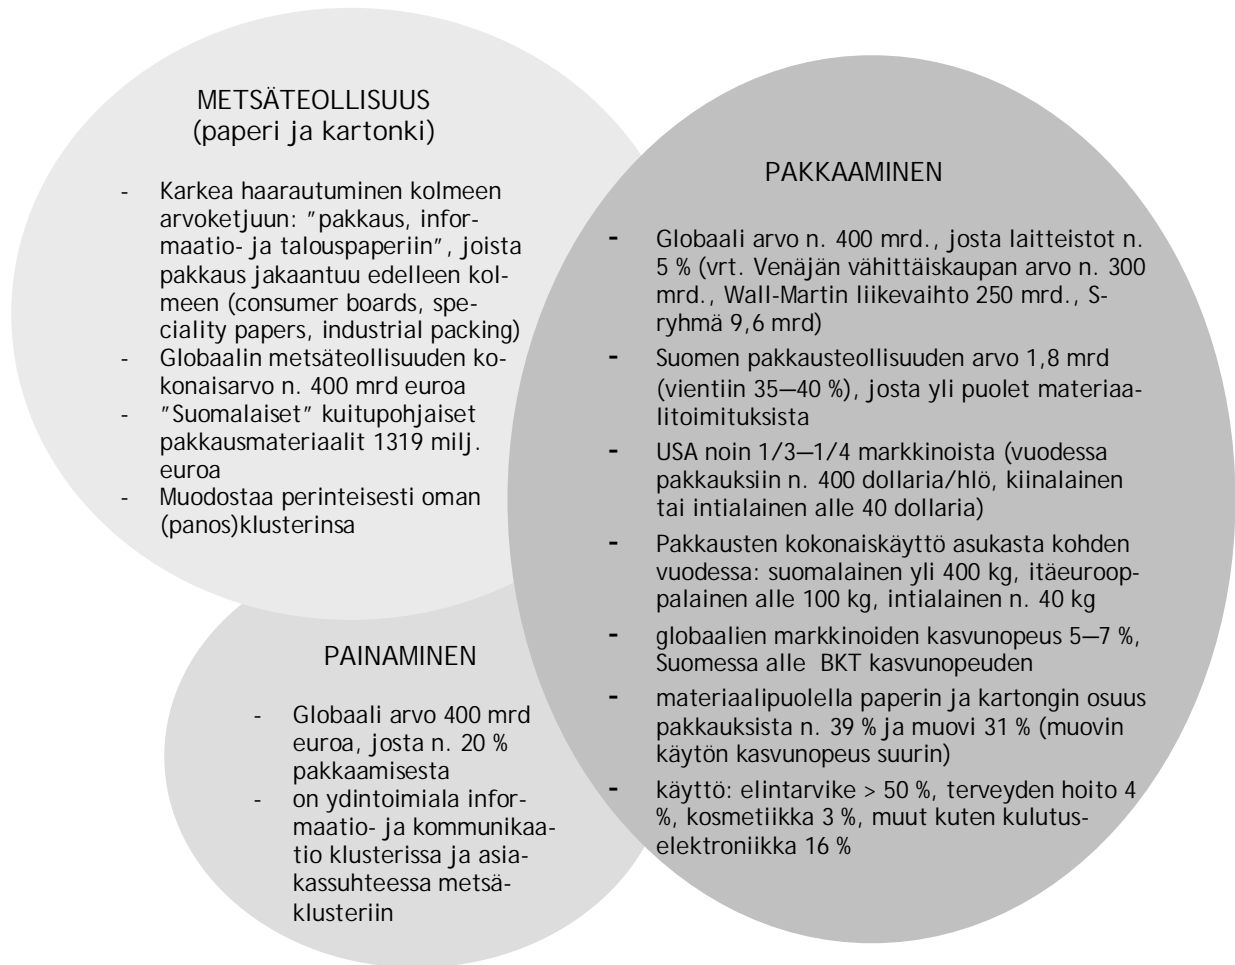 METSÄTEOLLISUUS
(paperi ja kartonki)
- Karkea haarautuminen kolmeen
arvoketjuun: ”pakkaus, infor-
maatio- ja talouspaperiin”, joista
pakkaus jakaantuu edelleen kol-
meen (consumer boards, spe-
ciality papers, industrial packing)
- Globaalin metsäteollisuuden ko-
konaisarvo n. 400 mrd euroa
- ”Suomalaiset” kuitupohjaiset
pakkausmateriaalit 1319 milj.
euroa
- Muodostaa perinteisesti oman
(panos)klusterinsa
PAKKAAMINEN
- Globaali arvo n. 400 mrd., josta laitteistot n.
5 % (vrt. Venäjän vähittäiskaupan arvo n. 300
mrd., Wall-Martin liikevaihto 250 mrd., S-
ryhmä 9,6 mrd)
- Suomen pakkausteollisuuden arvo 1,8 mrd
(vientiin 35—40 %), josta yli puolet materiaa-
litoimituksista
- USA noin 1/3—1/4 markkinoista (vuodessa
pakkauksiin n. 400 dollaria/hlö, kiinalainen
tai intialainen alle 40 dollaria)
- Pakkausten kokonaiskäyttö asukasta kohden
vuodessa: suomalainen yli 400 kg, itäeuroop-
palainen alle 100 kg, intialainen n. 40 kg
- globaalien markkinoiden kasvunopeus 5—7 %,
Suomessa alle BKT kasvunopeuden
- materiaalipuolella paperin ja kartongin osuus
pakkauksista n. 39 % ja muovi 31 % (muovin
käytön kasvunopeus suurin)
- käyttö: elintarvike > 50 %, terveyden hoito 4
%, kosmetiikka 3 %, muut kuten kulutus-
elektroniikka 16 %
PAINAMINEN
- Globaali arvo 400 mrd
euroa, josta n. 20 %
pakkaamisesta
- on ydintoimiala infor-
maatio- ja kommunikaa-
tio klusterissa ja asia-
kassuhteessa metsä-
klusteriin